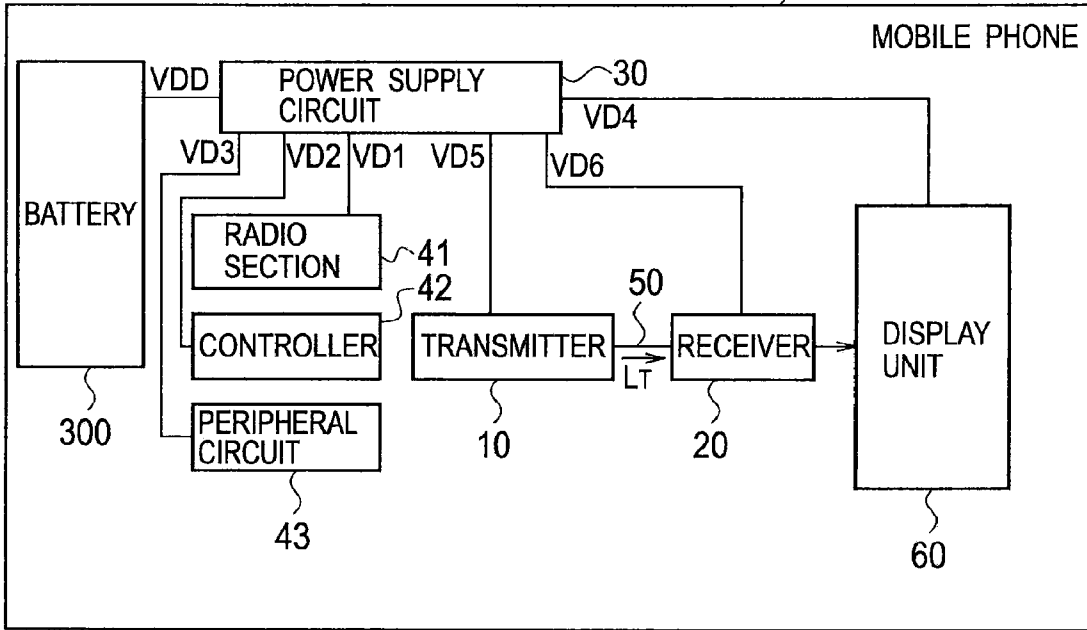 MOBILE PHONE
BATTERY
300
VDD
POWER SUPPLY
CIRCUIT
30
VD3
VD2
VD1
VD5
VD6
VD4
RADIO
SECTION
41
42
CONTROLLER
PERIPHERAL
CIRCUIT
43
TRANSMITTER
10
50
LT
RECEIVER
20
DISPLAY
UNIT
60